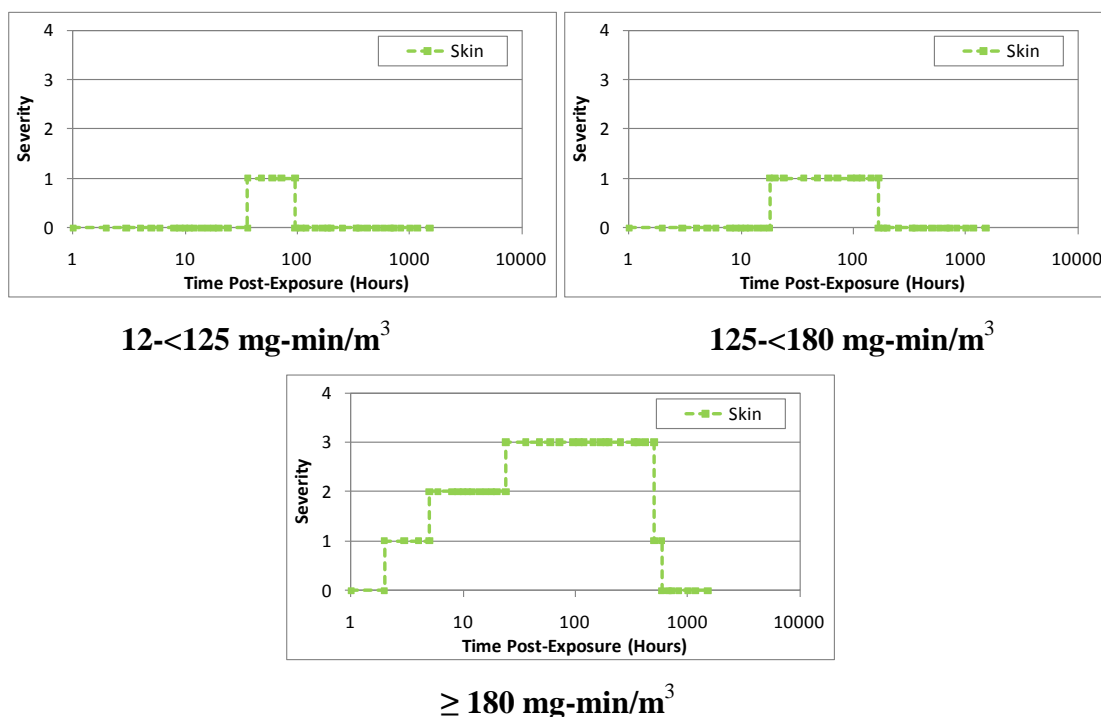 4
3
2
1
0
Severity
Skin
1 10 100 1000 10000
Time Post-Exposure (Hours)
12-<125 mg-min/m³
4
3
2
1
0
Severity
Skin
1 10 100 1000 10000
Time Post-Exposure (Hours)
125-<180 mg-min/m³
4
3
2
1
0
Severity
Skin
1 10 100 1000 10000
Time Post-Exposure (Hours)
≥ 180 mg-min/m³